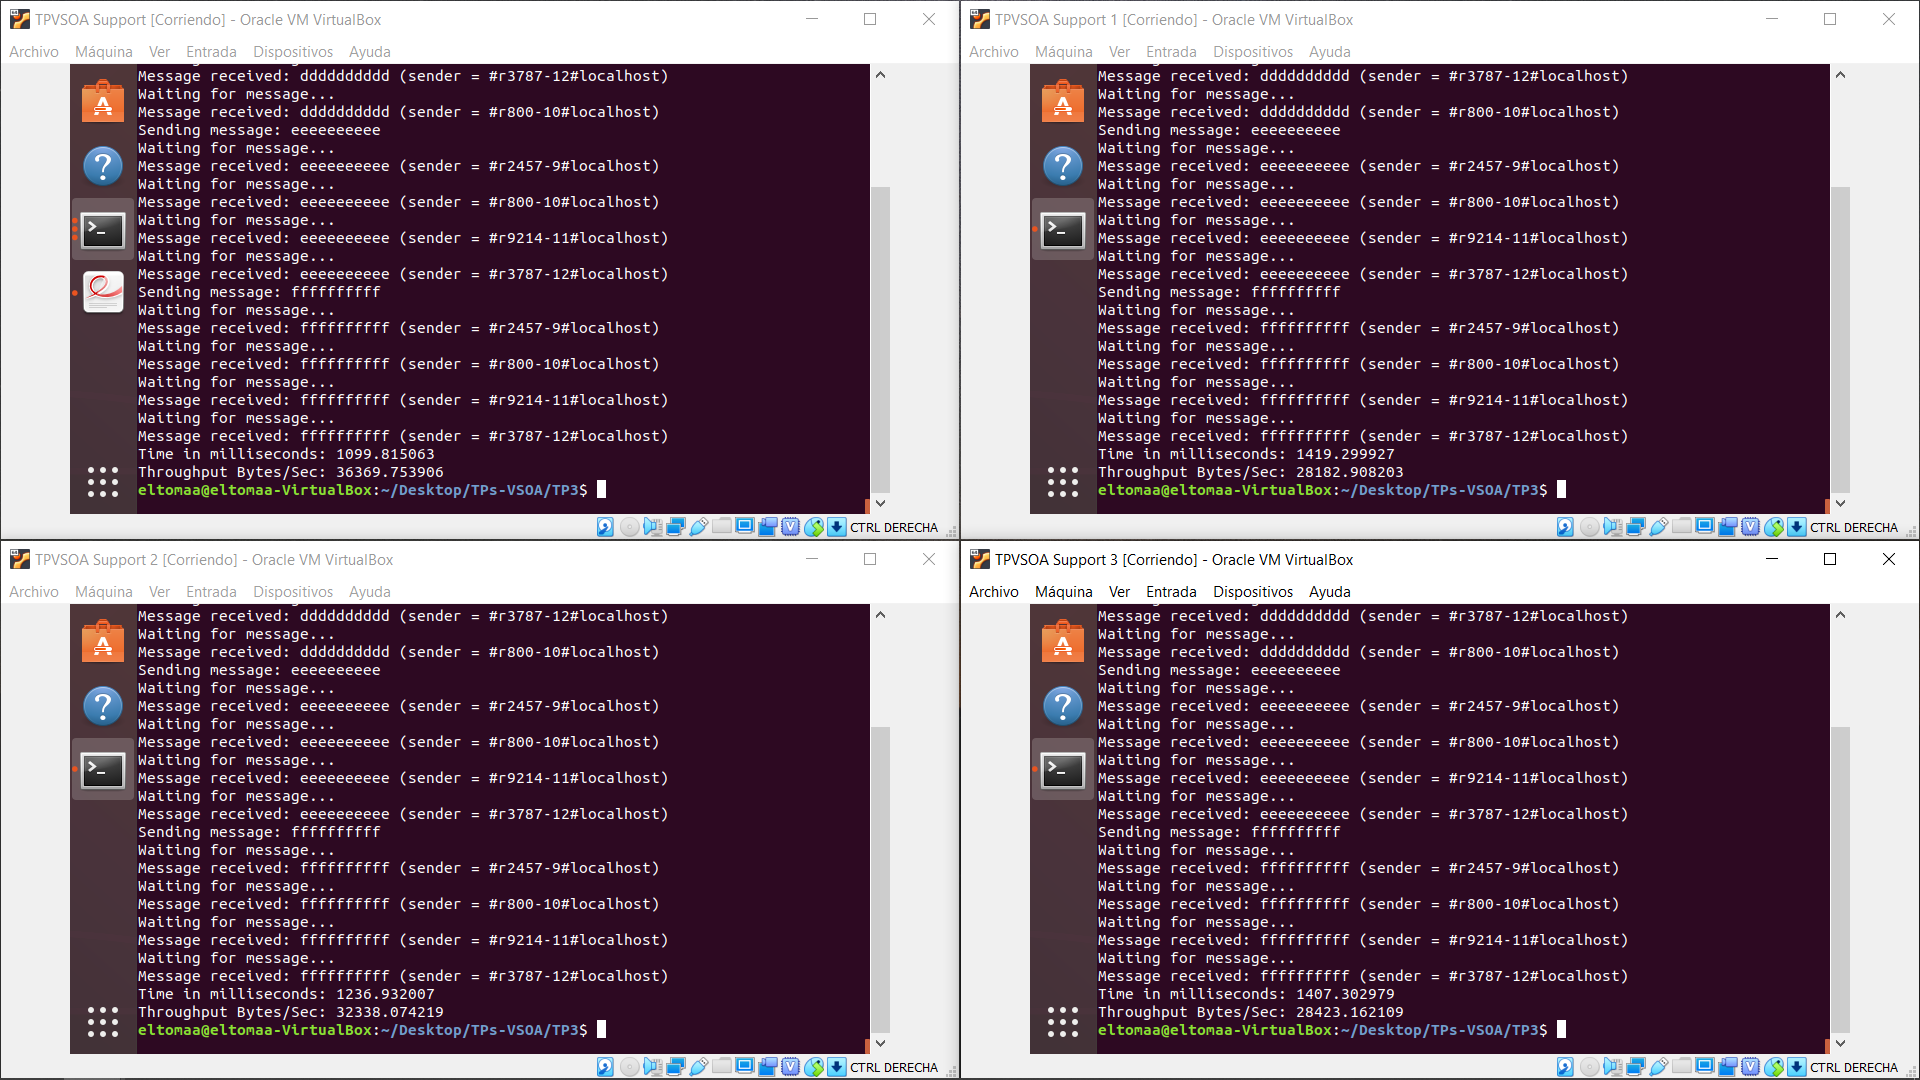 TPVSOA Support [Corriendo] - Oracle VM VirtualBox
Archivo Máquina Ver Entrada Dispositivos Ayuda
Message received: dddddddddd (sender = #r3787-12#localhost)
Waiting for message...
Message received: dddddddddd (sender = #r800-10#localhost)
Sending message: eeeeeeeeee
Waiting for message...
Message received: eeeeeeeeee (sender = #r2457-9#localhost)
Waiting for message...
Message received: eeeeeeeeee (sender = #r800-10#localhost)
Waiting for message...
Message received: eeeeeeeeee (sender = #r9214-11#localhost)
Waiting for message...
Message received: eeeeeeeeee (sender = #r3787-12#localhost)
Sending message: ffffffffff
Waiting for message...
Message received: ffffffffff (sender = #r2457-9#localhost)
Waiting for message...
Message received: ffffffffff (sender = #r800-10#localhost)
Waiting for message...
Message received: ffffffffff (sender = #r9214-11#localhost)
Waiting for message...
Message received: ffffffffff (sender = #r3787-12#localhost)
Time in milliseconds: 1099.815063
Throughput Bytes/Sec: 36369.753906
eltomaa@eltomaa-VirtualBox:~/Desktop/TPs-VSOA/TP3$
CTRL DERECHA
TPVSOA Support 1 [Corriendo] - Oracle VM VirtualBox
Archivo Máquina Ver Entrada Dispositivos Ayuda
Message received: dddddddddd (sender = #r3787-12#localhost)
Waiting for message...
Message received: dddddddddd (sender = #r800-10#localhost)
Sending message: eeeeeeeeee
Waiting for message...
Message received: eeeeeeeeee (sender = #r2457-9#localhost)
Waiting for message...
Message received: eeeeeeeeee (sender = #r800-10#localhost)
Waiting for message...
Message received: eeeeeeeeee (sender = #r9214-11#localhost)
Waiting for message...
Message received: eeeeeeeeee (sender = #r3787-12#localhost)
Sending message: ffffffffff
Waiting for message...
Message received: ffffffffff (sender = #r2457-9#localhost)
Waiting for message...
Message received: ffffffffff (sender = #r800-10#localhost)
Waiting for message...
Message received: ffffffffff (sender = #r9214-11#localhost)
Waiting for message...
Message received: ffffffffff (sender = #r3787-12#localhost)
Time in milliseconds: 1419.299927
Throughput Bytes/Sec: 28182.908203
eltomaa@eltomaa-VirtualBox:~/Desktop/TPs-VSOA/TP3$
CTRL DERECHA
TPVSOA Support 2 [Corriendo] - Oracle VM VirtualBox
Archivo Máquina Ver Entrada Dispositivos Ayuda
Message received: dddddddddd (sender = #r3787-12#localhost)
Waiting for message...
Message received: dddddddddd (sender = #r800-10#localhost)
Sending message: eeeeeeeeee
Waiting for message...
Message received: eeeeeeeeee (sender = #r2457-9#localhost)
Waiting for message...
Message received: eeeeeeeeee (sender = #r800-10#localhost)
Waiting for message...
Message received: eeeeeeeeee (sender = #r9214-11#localhost)
Waiting for message...
Message received: eeeeeeeeee (sender = #r3787-12#localhost)
Sending message: ffffffffff
Waiting for message...
Message received: ffffffffff (sender = #r2457-9#localhost)
Waiting for message...
Message received: ffffffffff (sender = #r800-10#localhost)
Waiting for message...
Message received: ffffffffff (sender = #r9214-11#localhost)
Waiting for message...
Message received: ffffffffff (sender = #r3787-12#localhost)
Time in milliseconds: 1236.932007
Throughput Bytes/Sec: 32338.074219
eltomaa@eltomaa-VirtualBox:~/Desktop/TPs-VSOA/TP3$
CTRL DERECHA
TPVSOA Support 3 [Corriendo] - Oracle VM VirtualBox
Archivo Máquina Ver Entrada Dispositivos Ayuda
Message received: dddddddddd (sender = #r3787-12#localhost)
Waiting for message...
Message received: dddddddddd (sender = #r800-10#localhost)
Sending message: eeeeeeeeee
Waiting for message...
Message received: eeeeeeeeee (sender = #r2457-9#localhost)
Waiting for message...
Message received: eeeeeeeeee (sender = #r800-10#localhost)
Waiting for message...
Message received: eeeeeeeeee (sender = #r9214-11#localhost)
Waiting for message...
Message received: eeeeeeeeee (sender = #r3787-12#localhost)
Sending message: ffffffffff
Waiting for message...
Message received: ffffffffff (sender = #r2457-9#localhost)
Waiting for message...
Message received: ffffffffff (sender = #r800-10#localhost)
Waiting for message...
Message received: ffffffffff (sender = #r9214-11#localhost)
Waiting for message...
Message received: ffffffffff (sender = #r3787-12#localhost)
Time in milliseconds: 1407.302979
Throughput Bytes/Sec: 28423.162109
eltomaa@eltomaa-VirtualBox:~/Desktop/TPs-VSOA/TP3$
CTRL DERECHA